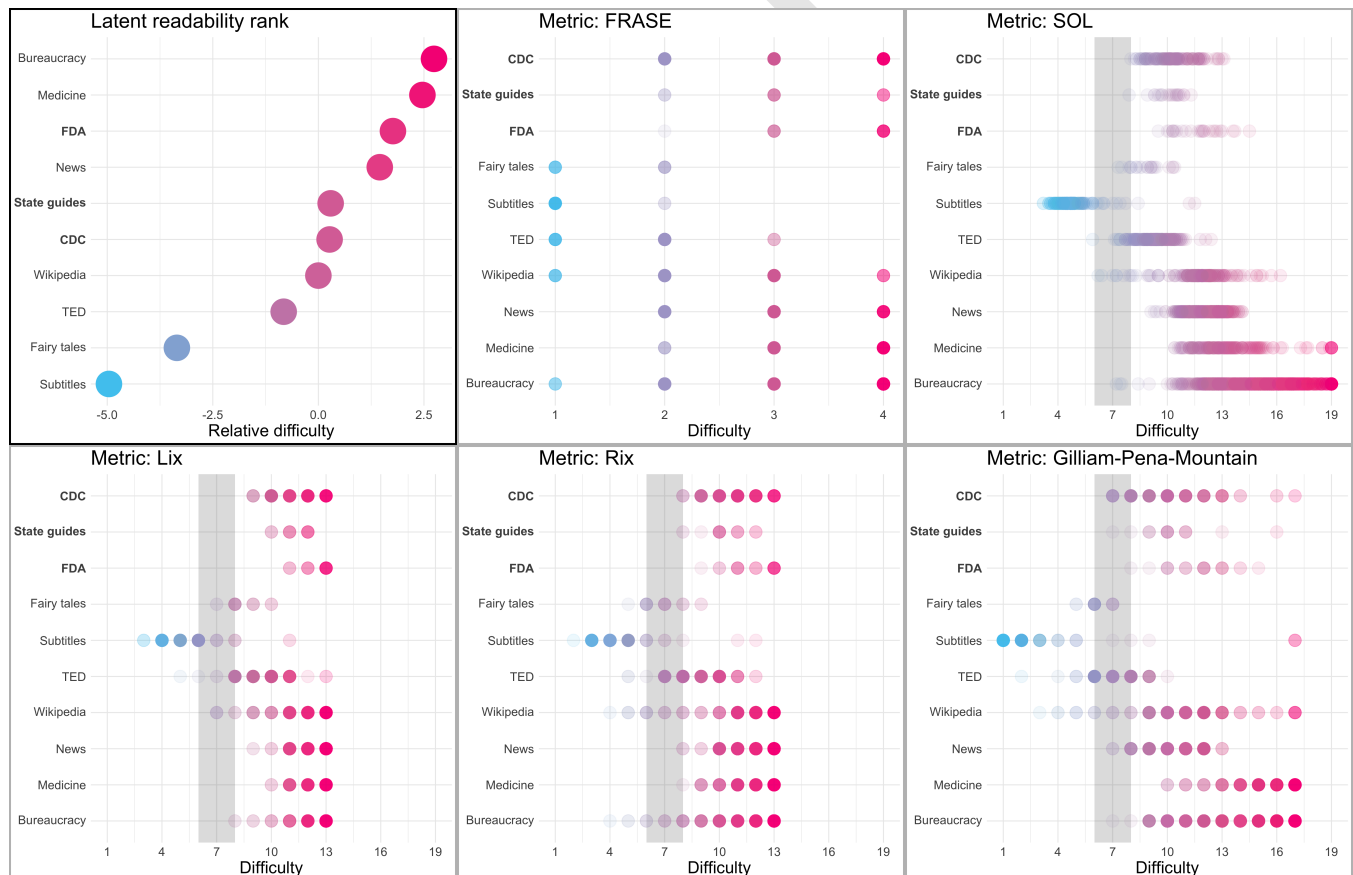 Latent readability rank
Bureaucracy
Medicine
FDA
News
State guides
CDC
Wikipedia
TED
Fairy tales
Subtitles
-5.0 -2.5 0.0 2.5
Relative difficulty
Metric: FRASE
CDC
State guides
FDA
Fairy tales
Subtitles
TED
Wikipedia
News
Medicine
Bureaucracy
1 2 3 4
Difficulty
Metric: SOL
CDC
State guides
FDA
Fairy tales
Subtitles
TED
Wikipedia
News
Medicine
Bureaucracy
1 4 7 10 13 16 19
Difficulty
Metric: Lix
CDC
State guides
FDA
Fairy tales
Subtitles
TED
Wikipedia
News
Medicine
Bureaucracy
1 4 7 10 13 16 19
Difficulty
Metric: Rix
CDC
State guides
FDA
Fairy tales
Subtitles
TED
Wikipedia
News
Medicine
Bureaucracy
1 4 7 10 13 16 19
Difficulty
Metric: Gilliam-Pena-Mountain
CDC
State guides
FDA
Fairy tales
Subtitles
TED
Wikipedia
News
Medicine
Bureaucracy
1 4 7 10 13 16 19
Difficulty